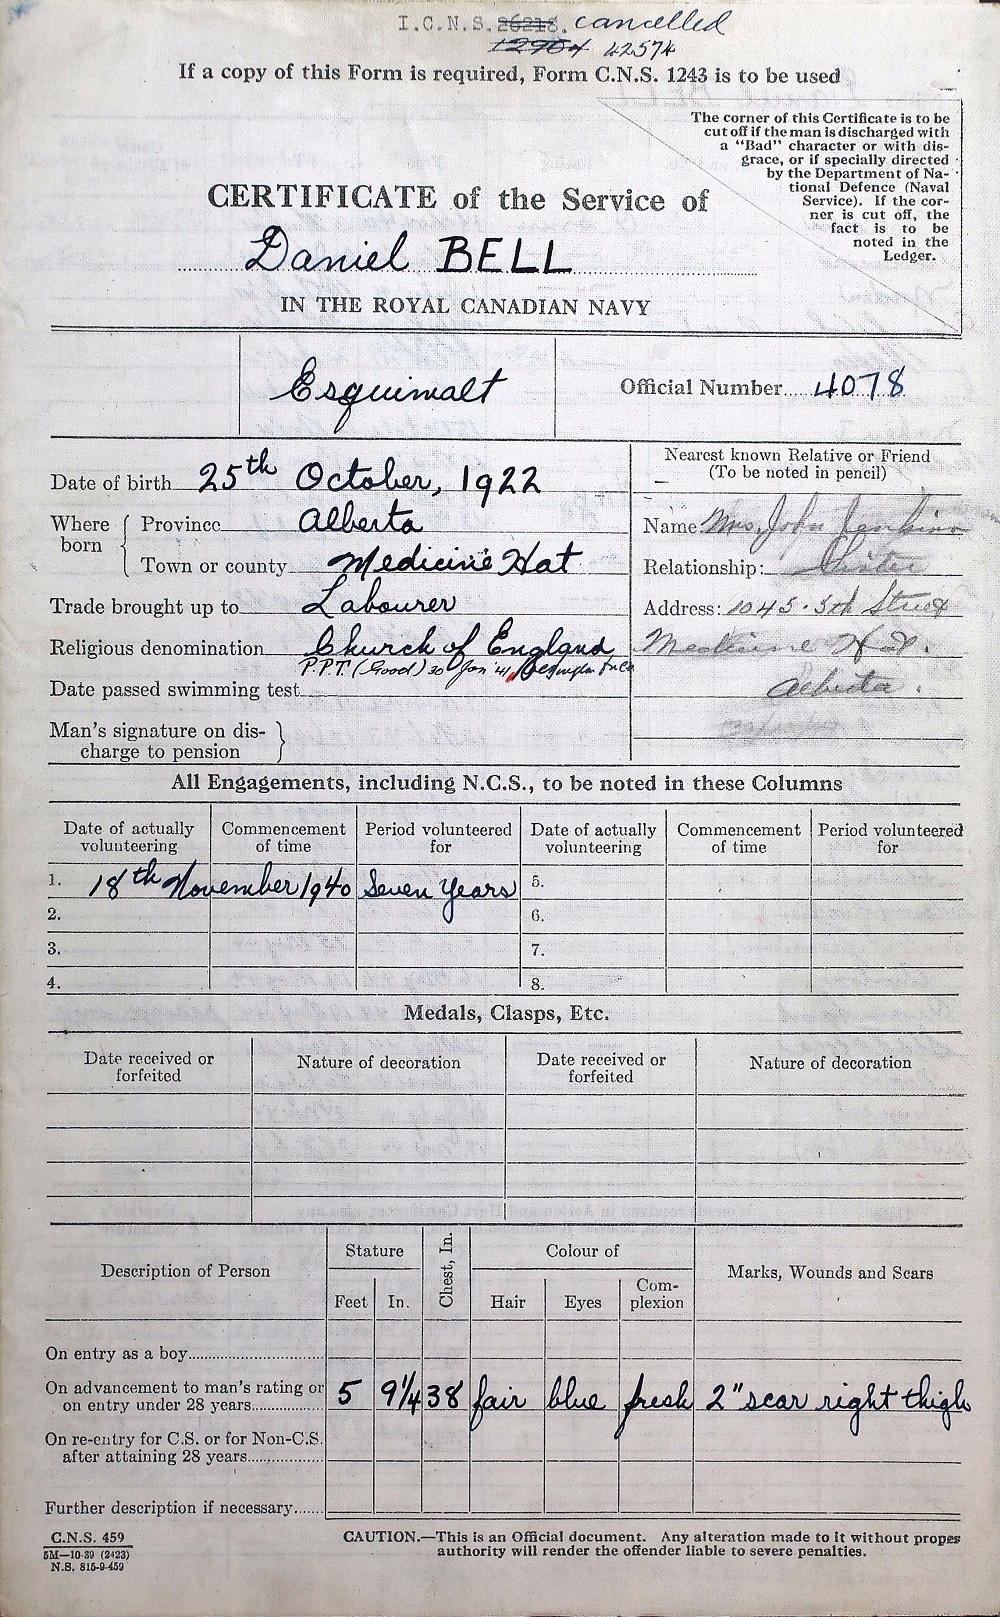 I.C.N.S. 26218. cancelled
12904 42574
If a copy of this Form is required, Form C.N.S. 1243 is to be used
The corner of this Certificate is to be
cut off if the man is discharged with
a "Bad" character or with dis-
grace, or if specially directed
by the Department of Na-
tional Defence (Naval
Service). If the cor-
ner is cut off, the
fact is to be
noted in the
Ledger.
CERTIFICATE of the Service of
Daniel BELL
IN THE ROYAL CANADIAN NAVY
Esquimalt
Official Number 4078
Nearest known Relative or Friend
(To be noted in pencil)
Date of birth 25th October, 1922
Where born { Province Alberta
Town or county Medicine Hat
Trade brought up to Labourer
Religious denomination Church of England
P.P.T. (Good) 30 Jan '41
Date passed swimming test
Man's signature on dis-
charge to pension }
Name: Mrs. John Jenkins
Relationship: Sister
Address: 1045 . 5th Street
Medicine Hat.
Alberta.
All Engagements, including N.C.S., to be noted in these Columns
Date of actually volunteering Commencement of time Period volunteered for Date of actually volunteering Commencement of time Period volunteered for
1. 18th November 1940 Seven Years 5.
2. 6.
3. 7.
4. 8.
Medals, Clasps, Etc.
Date received or forfeited Nature of decoration Date received or forfeited Nature of decoration
Description of Person Stature Chest, In. Colour of Marks, Wounds and Scars
Feet In. Hair Eyes Com-plexion
On entry as a boy
On advancement to man's rating or
on entry under 28 years 5 9¼ 38 fair blue fresh 2" scar right thigh
On re-entry for C.S. or for Non-C.S.
after attaining 28 years
Further description if necessary
C.N.S. 459
5M—10-39 (2423)
N.S. 815-9-459
CAUTION.—This is an Official document. Any alteration made to it without proper
authority will render the offender liable to severe penalties.